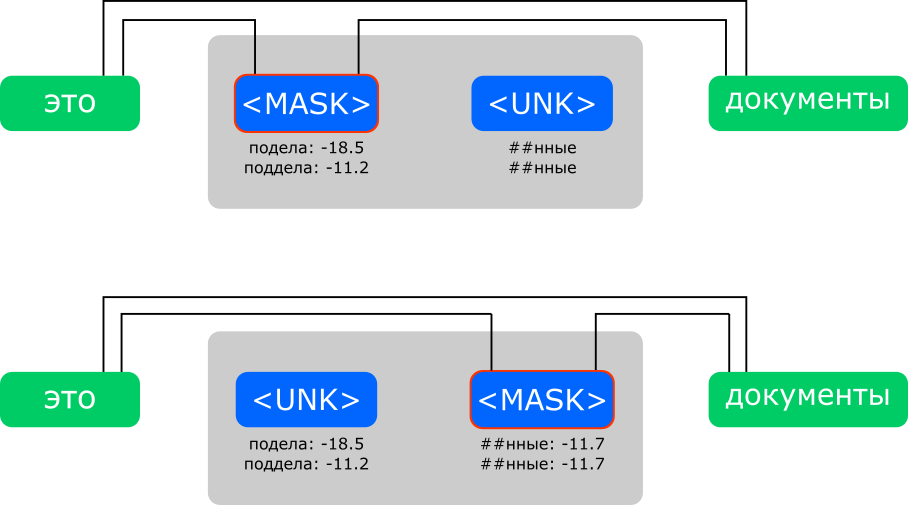 это <MASK> <UNK> документы
подела: -18.5 ##нные
поддела: -11.2 ##нные
это <UNK> <MASK> документы
подела: -18.5 ##нные: -11.7
поддела: -11.2 ##нные: -11.7